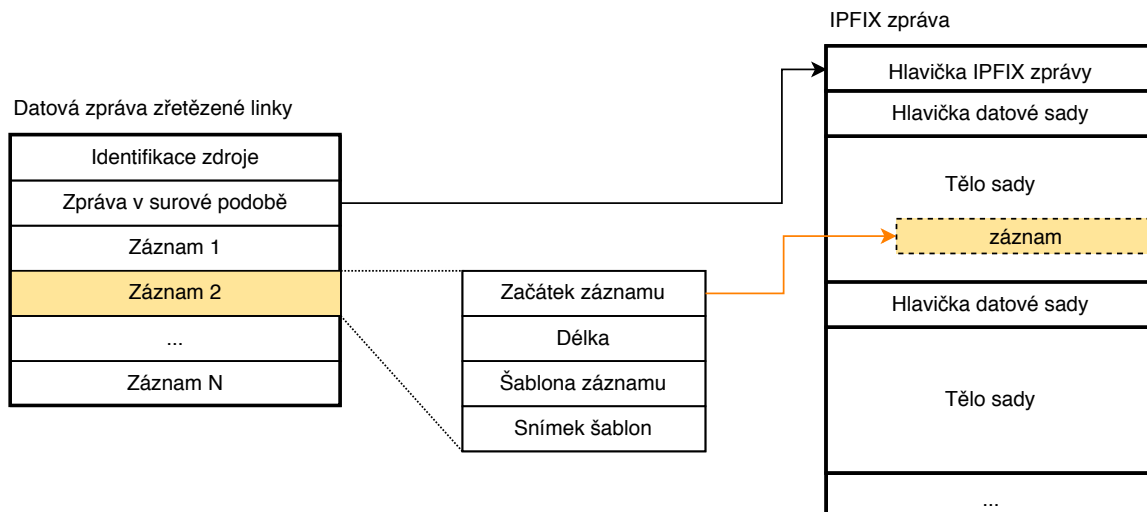 Datová zpráva zřetězené linky
Identifikace zdroje
Zpráva v surové podobě
Záznam 1
Záznam 2
...
Záznam N
Začátek záznamu
Délka
Šablona záznamu
Snímek šablon
IPFIX zpráva
Hlavička IPFIX zprávy
Hlavička datové sady
Tělo sady
záznam
Hlavička datové sady
Tělo sady
...